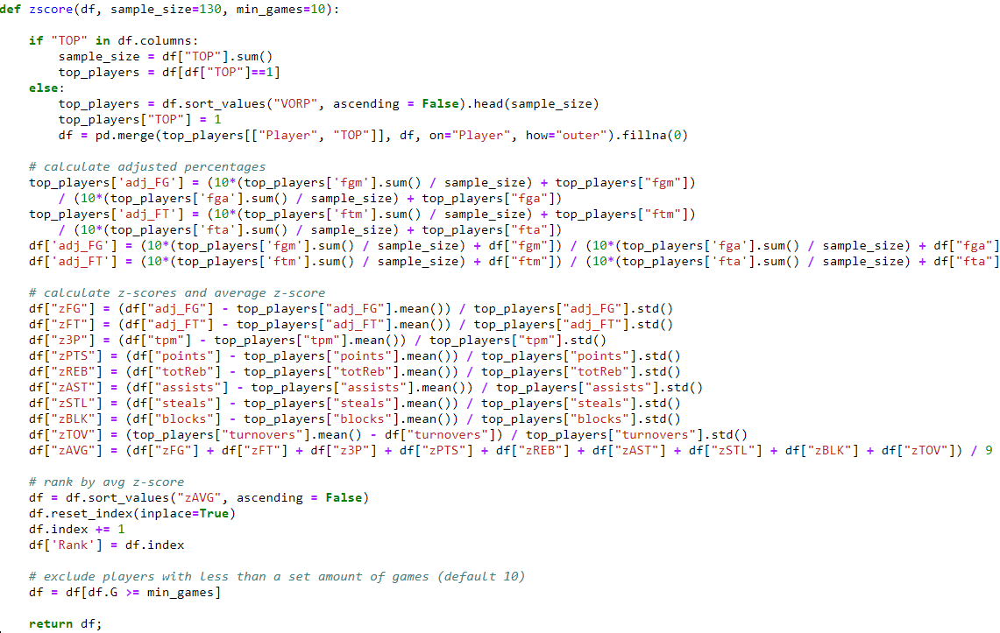 def zscore(df, sample_size=130, min_games=10):
if "TOP" in df.columns:
sample_size = df["TOP"].sum()
top_players = df[df["TOP"]==1]
else:
top_players = df.sort_values("VORP", ascending = False).head(sample_size)
top_players["TOP"] = 1
df = pd.merge(top_players[["Player", "TOP"]], df, on="Player", how="outer").fillna(0)
# calculate adjusted percentages
top_players['adj_FG'] = (10*(top_players['fgm'].sum() / sample_size) + top_players["fgm"])
/ (10*(top_players['fga'].sum() / sample_size) + top_players["fga"])
top_players['adj_FT'] = (10*(top_players['ftm'].sum() / sample_size) + top_players["ftm"])
/ (10*(top_players['fta'].sum() / sample_size) + top_players["fta"])
df['adj_FG'] = (10*(top_players['fgm'].sum() / sample_size) + df["fgm"]) / (10*(top_players['fga'].sum() / sample_size) + df["fga"]
df['adj_FT'] = (10*(top_players['ftm'].sum() / sample_size) + df["ftm"]) / (10*(top_players['fta'].sum() / sample_size) + df["fta"]
# calculate z-scores and average z-score
df["zFG"] = (df["adj_FG"] - top_players["adj_FG"].mean()) / top_players["adj_FG"].std()
df["zFT"] = (df["adj_FT"] - top_players["adj_FT"].mean()) / top_players["adj_FT"].std()
df["z3P"] = (df["tpm"] - top_players["tpm"].mean()) / top_players["tpm"].std()
df["zPTS"] = (df["points"] - top_players["points"].mean()) / top_players["points"].std()
df["zREB"] = (df["totReb"] - top_players["totReb"].mean()) / top_players["totReb"].std()
df["zAST"] = (df["assists"] - top_players["assists"].mean()) / top_players["assists"].std()
df["zSTL"] = (df["steals"] - top_players["steals"].mean()) / top_players["steals"].std()
df["zBLK"] = (df["blocks"] - top_players["blocks"].mean()) / top_players["blocks"].std()
df["zTOV"] = (top_players["turnovers"].mean() - df["turnovers"]) / top_players["turnovers"].std()
df["zAVG"] = (df["zFG"] + df["zFT"] + df["z3P"] + df["zPTS"] + df["zREB"] + df["zAST"] + df["zSTL"] + df["zBLK"] + df["zTOV"]) / 9
# rank by avg z-score
df = df.sort_values("zAVG", ascending = False)
df.reset_index(inplace=True)
df.index += 1
df['Rank'] = df.index
# exclude players with less than a set amount of games (default 10)
df = df[df.G >= min_games]
return df;